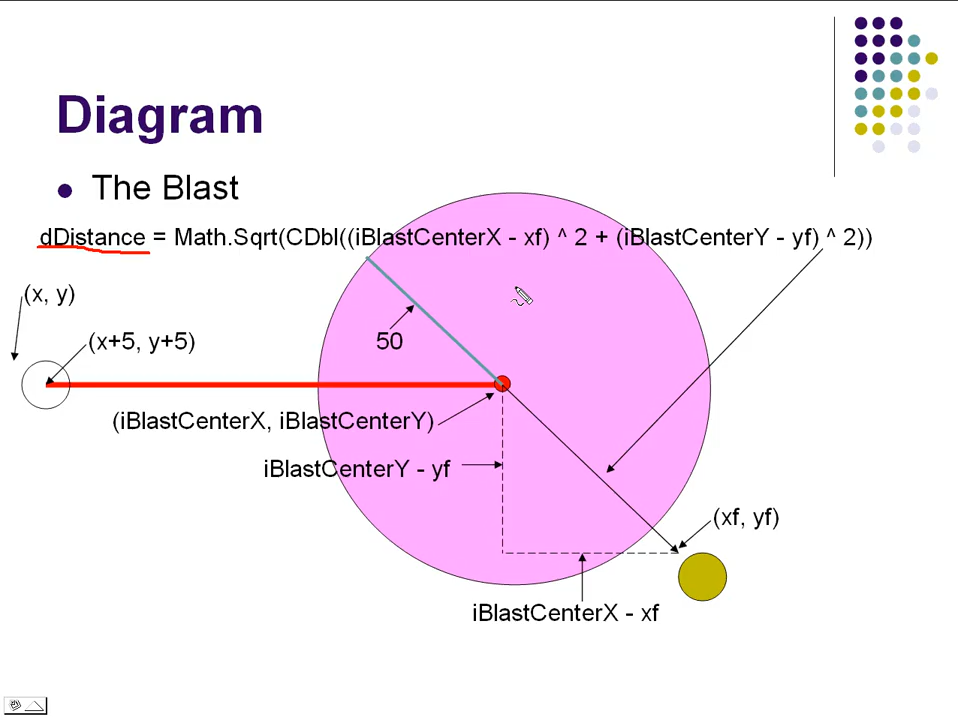 Diagram
The Blast
dDistance = Math.Sqrt(CDbl((iBlastCenterX - xf) ^ 2 + (iBlastCenterY - yf) ^ 2))
(x, y)
(x+5, y+5)
50
(iBlastCenterX, iBlastCenterY)
iBlastCenterY - yf
(xf, yf)
iBlastCenterX - xf